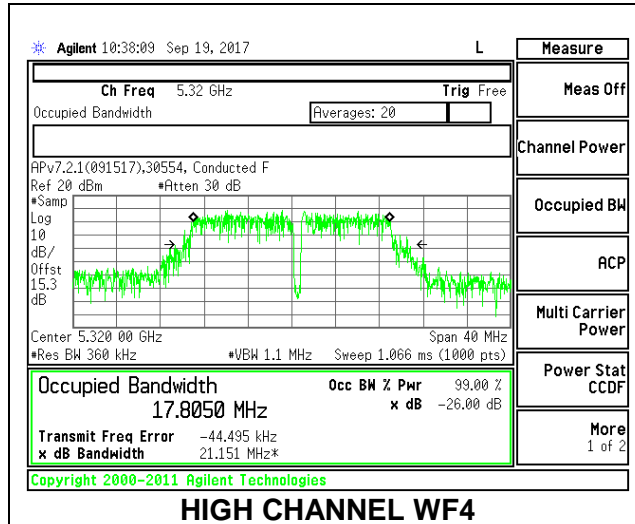 Agilent 10:38:09 Sep 19, 2017 L
Measure
Ch Freq 5.32 GHz Trig Free
Meas Off
Occupied Bandwidth Averages: 20
Channel Power
APv7.2.1(091517),30554, Conducted F
Ref 20 dBm #Atten 30 dB
Occupied BW
#Samp
Log
10
dB/
Offst
15.3
dB
ACP
Center 5.320 00 GHz Span 40 MHz
#Res BW 360 kHz #VBW 1.1 MHz Sweep 1.066 ms (1000 pts)
Multi Carrier
Power
Occupied Bandwidth Occ BW % Pwr 99.00 %
17.8050 MHz x dB -26.00 dB
Power Stat
CCDF
Transmit Freq Error -44.495 kHz
x dB Bandwidth 21.151 MHz*
More
1 of 2
Copyright 2000-2011 Agilent Technologies
HIGH CHANNEL WF4